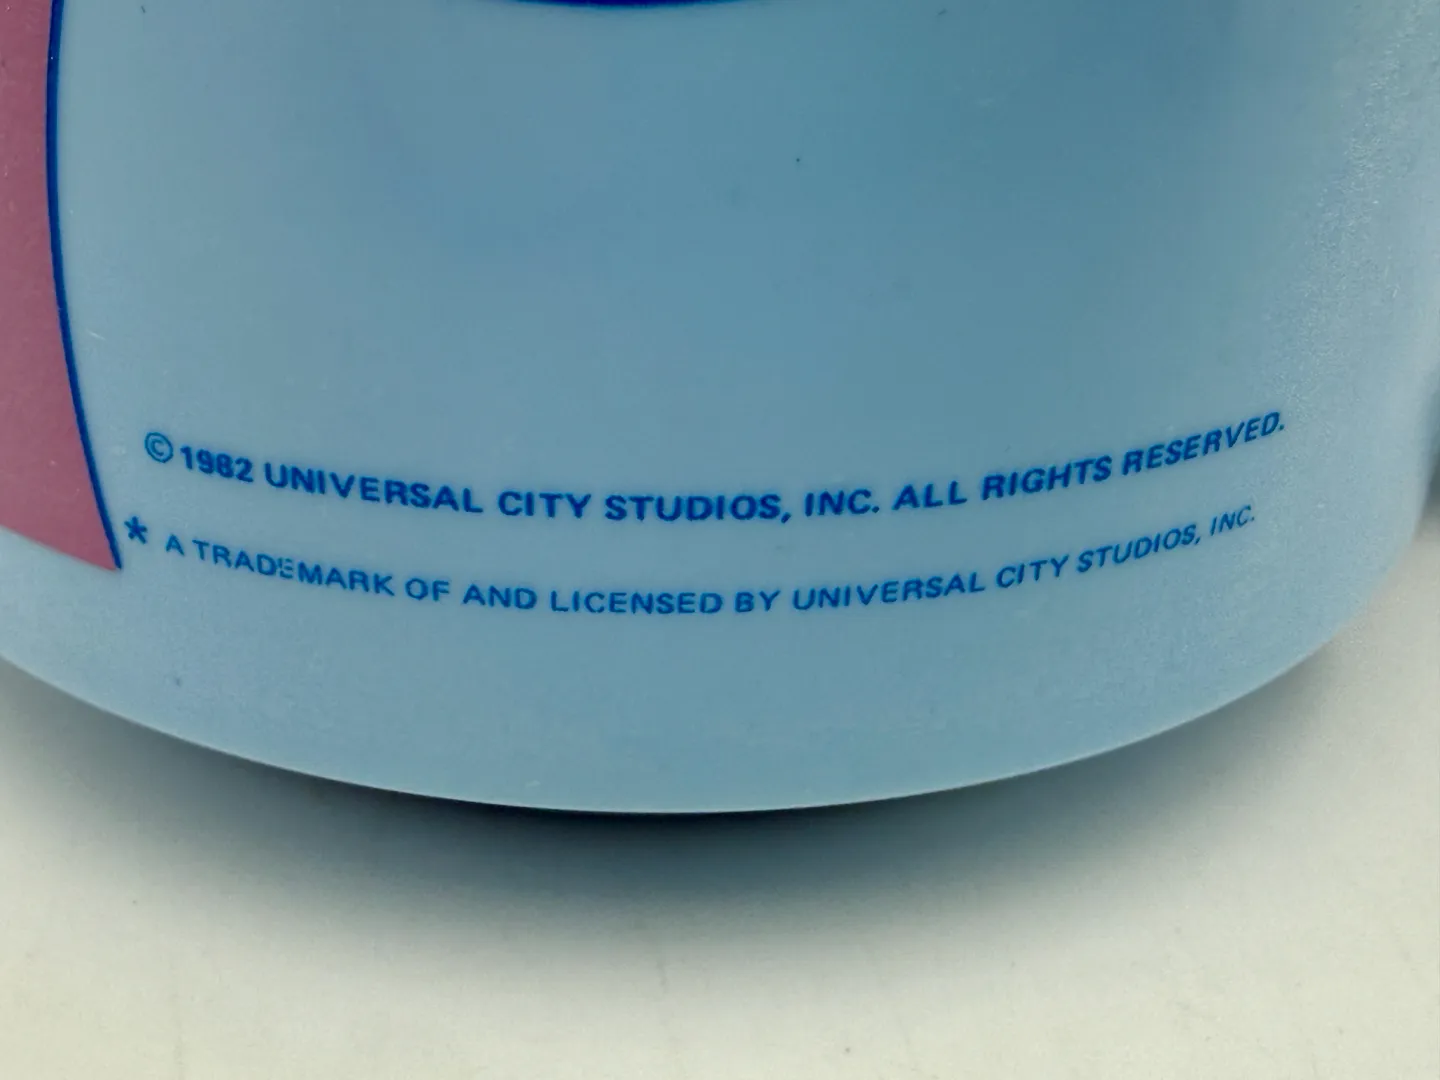 © 1982 UNIVERSAL CITY STUDIOS, INC. ALL RIGHTS RESERVED.
* A TRADEMARK OF AND LICENSED BY UNIVERSAL CITY STUDIOS, INC.